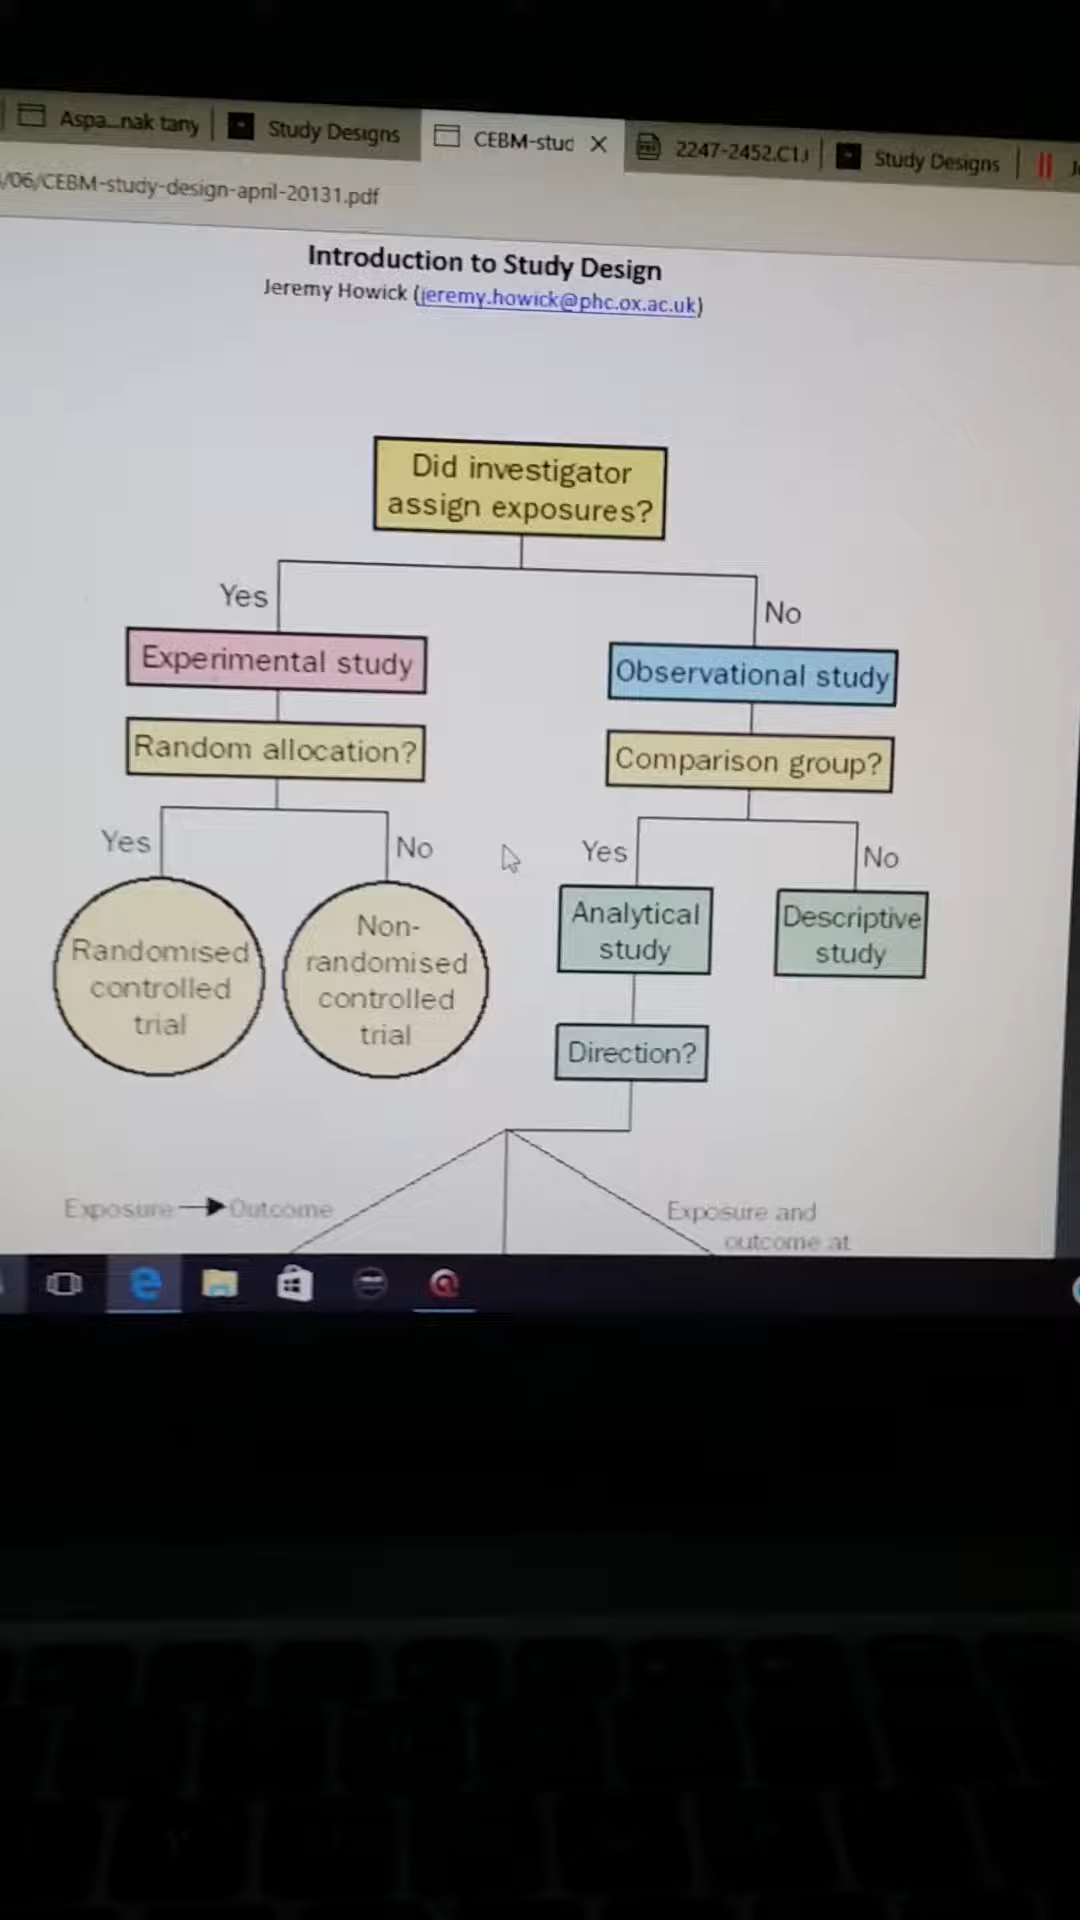 Aspa...nak tany
Study Designs
CEBM-stud
2247-2452.C1.
Study Designs
/06/CEBM-study-design-april-20131.pdf
Introduction to Study Design
Jeremy Howick (jeremy.howick@phc.ox.ac.uk)
Did investigator
assign exposures?
Yes
No
Experimental study
Observational study
Random allocation?
Comparison group?
Yes
No
Yes
No
Randomised
controlled
trial
Non-
randomised
controlled
trial
Analytical
study
Descriptive
study
Direction?
Exposure
Outcome
Exposure and
outcome at